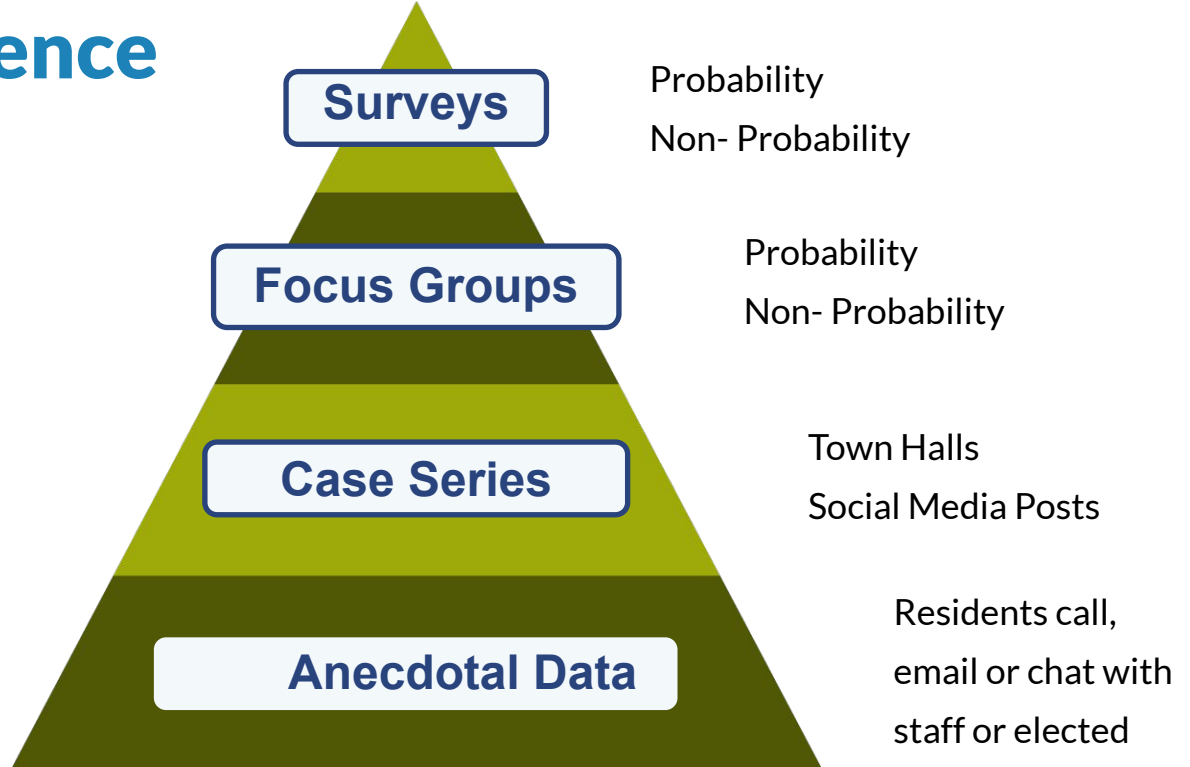 ence
Surveys
Probability
Non- Probability
Focus Groups
Probability
Non- Probability
Case Series
Town Halls
Social Media Posts
Anecdotal Data
Residents call,
email or chat with
staff or elected